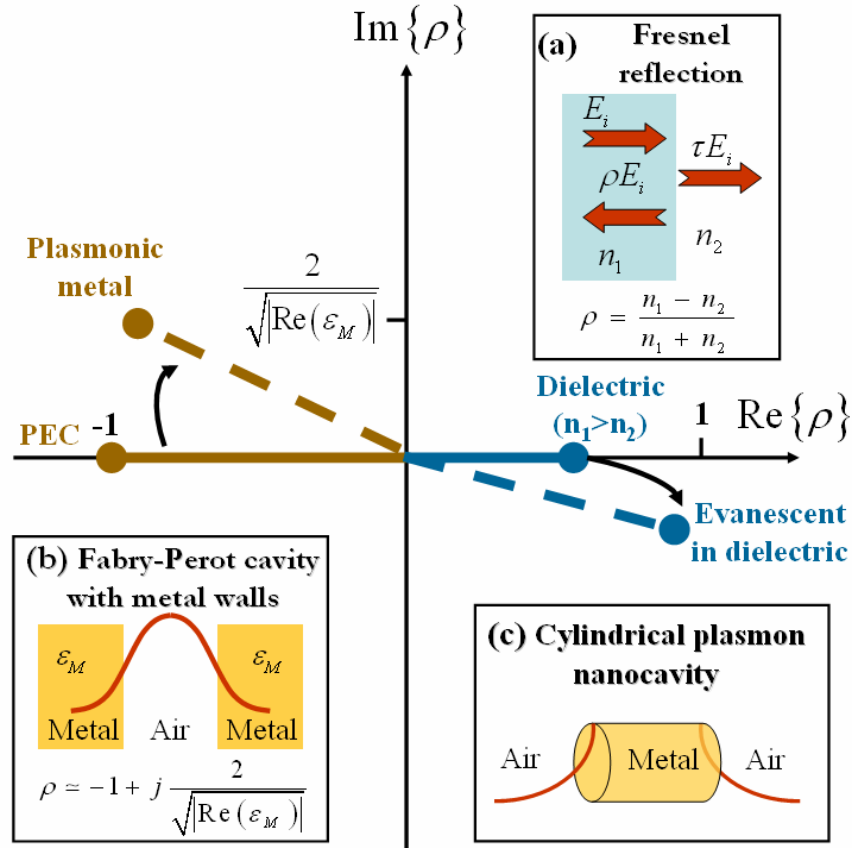 Im{ρ}
(a) Fresnel
reflection
E_i
τE_i
ρE_i
n_1
n_2
ρ = (n_1 − n_2)/(n_1 + n_2)
Plasmonic
metal
2/√|Re(ε_M)|
PEC
-1
Dielectric
(n_1>n_2)
1
Re{ρ}
Evanescent
in dielectric
(b) Fabry-Perot cavity
with metal walls
ε_M
ε_M
Metal
Air
Metal
ρ ≃ −1 + j 2/√|Re(ε_M)|
(c) Cylindrical plasmon
nanocavity
Air
Metal
Air